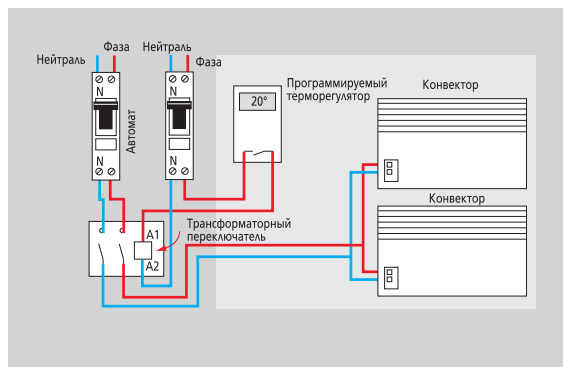 Фаза
Нейтраль
Нейтраль
Фаза
N
N
Автомат
N
N
20°
Программируемый
терморегулятор
Конвектор
Конвектор
A1
A2
Трансформаторный
переключатель